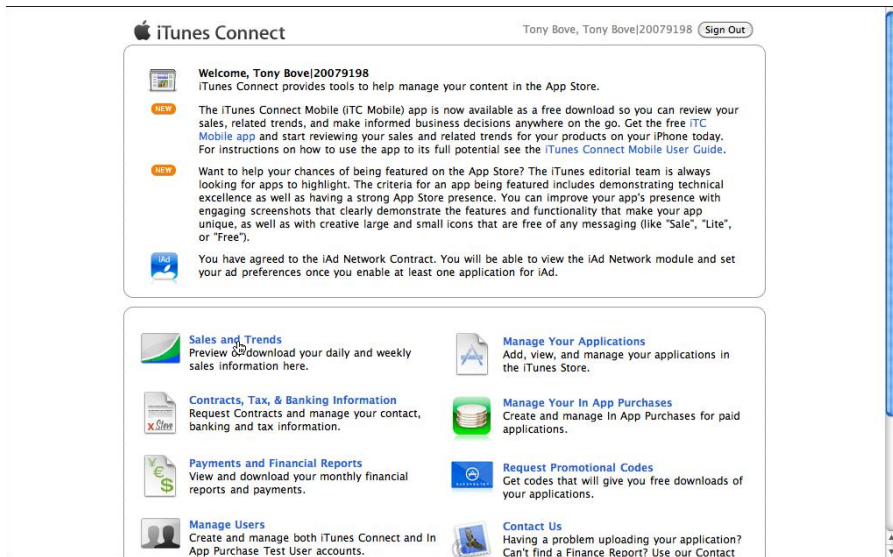 iTunes Connect
Tony Bove, Tony Bove|20079198 Sign Out
Welcome, Tony Bove|20079198
iTunes Connect provides tools to help manage your content in the App Store.
NEW
The iTunes Connect Mobile (iTC Mobile) app is now available as a free download so you can review your
sales, related trends, and make informed business decisions anywhere on the go. Get the free iTC
Mobile app and start reviewing your sales and related trends for your products on your iPhone today.
For instructions on how to use the app to its full potential see the iTunes Connect Mobile User Guide.
NEW
Want to help your chances of being featured on the App Store? The iTunes editorial team is always
looking for apps to highlight. The criteria for an app being featured includes demonstrating technical
excellence as well as having a strong App Store presence. You can improve your app's presence with
engaging screenshots that clearly demonstrate the features and functionality that make your app
unique, as well as with creative large and small icons that are free of any messaging (like "Sale", "Lite",
or "Free").
iAd
You have agreed to the iAd Network Contract. You will be able to view the iAd Network module and set
your ad preferences once you enable at least one application for iAd.
Sales and Trends
Preview or download your daily and weekly
sales information here.
Manage Your Applications
Add, view, and manage your applications in
the iTunes Store.
Contracts, Tax, & Banking Information
Request Contracts and manage your contact,
banking and tax information.
x Steve
Manage Your In App Purchases
Create and manage In App Purchases for paid
applications.
Payments and Financial Reports
View and download your monthly financial
reports and payments.
¥ € $
Request Promotional Codes
Get codes that will give you free downloads of
your applications.
Manage Users
Create and manage both iTunes Connect and In
App Purchase Test User accounts.
Contact Us
Having a problem uploading your application?
Can't find a Finance Report? Use our Contact